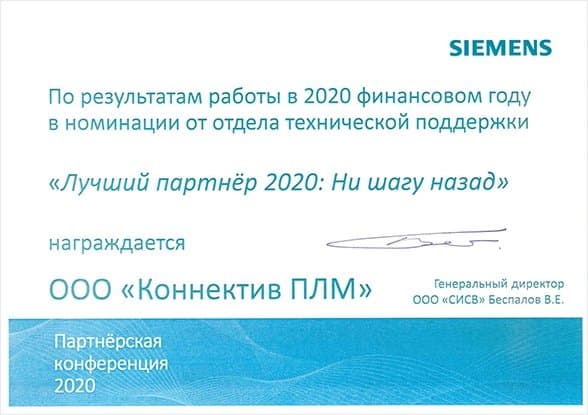 SIEMENS
По результатам работы в 2020 финансовом году
в номинации от отдела технической поддержки
«Лучший партнёр 2020: Ни шагу назад»
награждается
ООО «Коннектив ПЛМ»
Генеральный директор
ООО «СИСВ» Беспалов В.Е.
Партнёрская
конференция
2020